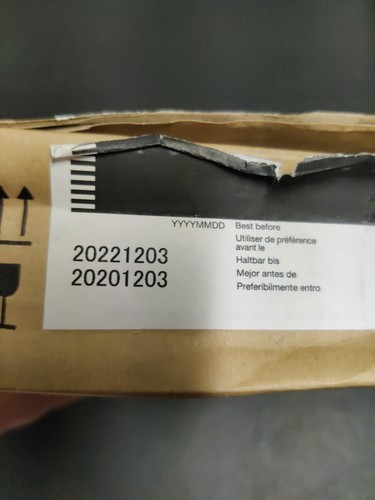 YYYYMMDD Best before
Utiliser de préférence
avant le
20221203 Haltbar bis
20201203 Mejor antes de
Preferibilmente entro